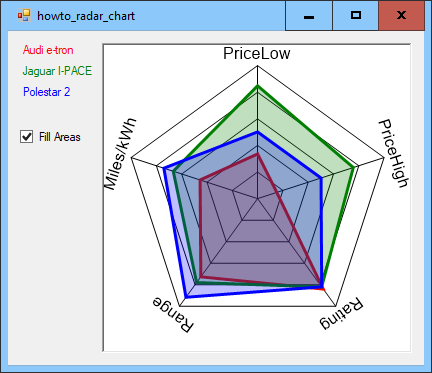 howto_radar_chart
Audi e-tron
Jaguar I-PACE
Polestar 2
Fill Areas
PriceLow
PriceHigh
Rating
Range
Miles/kWh